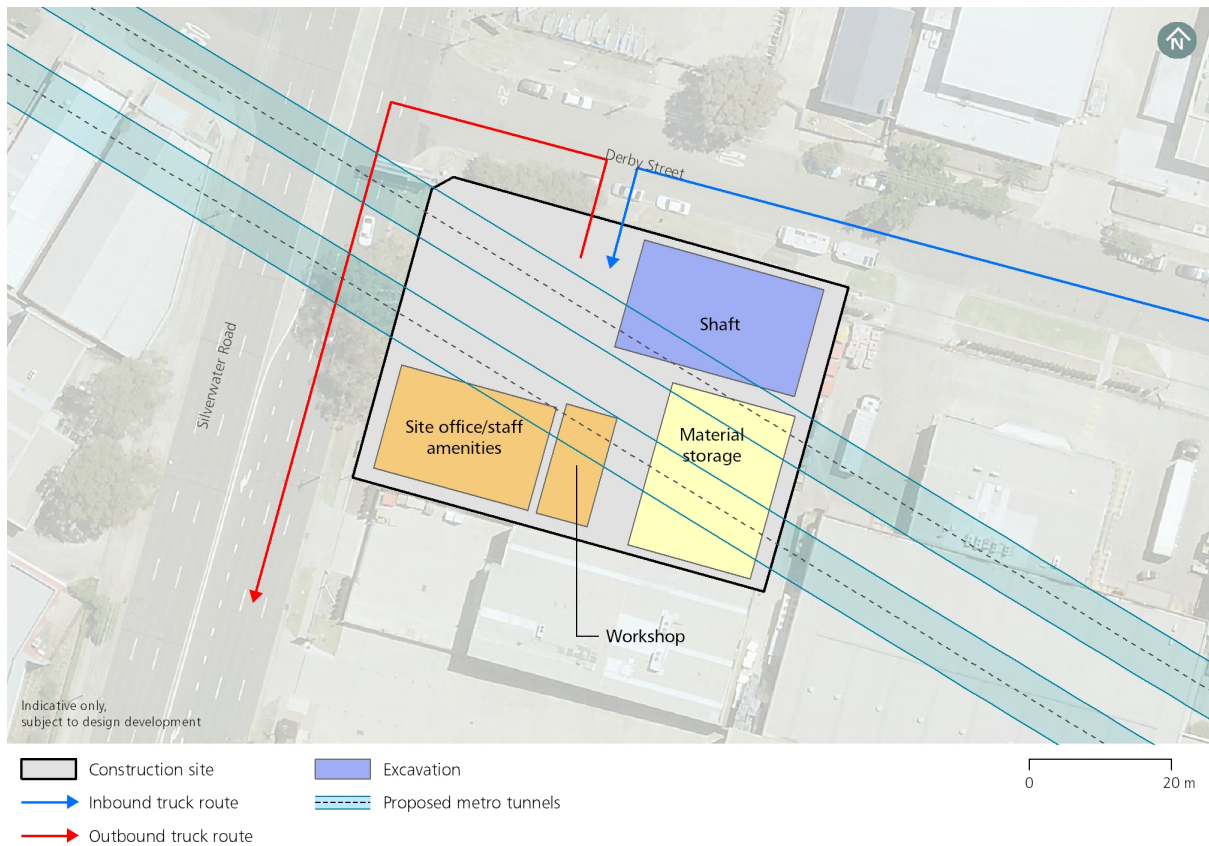 N
Derby Street
Shaft
Silverwater Road
Site office/staff
amenities
Material
storage
Workshop
Indicative only,
subject to design development
Construction site
Inbound truck route
Outbound truck route
Excavation
Proposed metro tunnels
0
20 m
2P